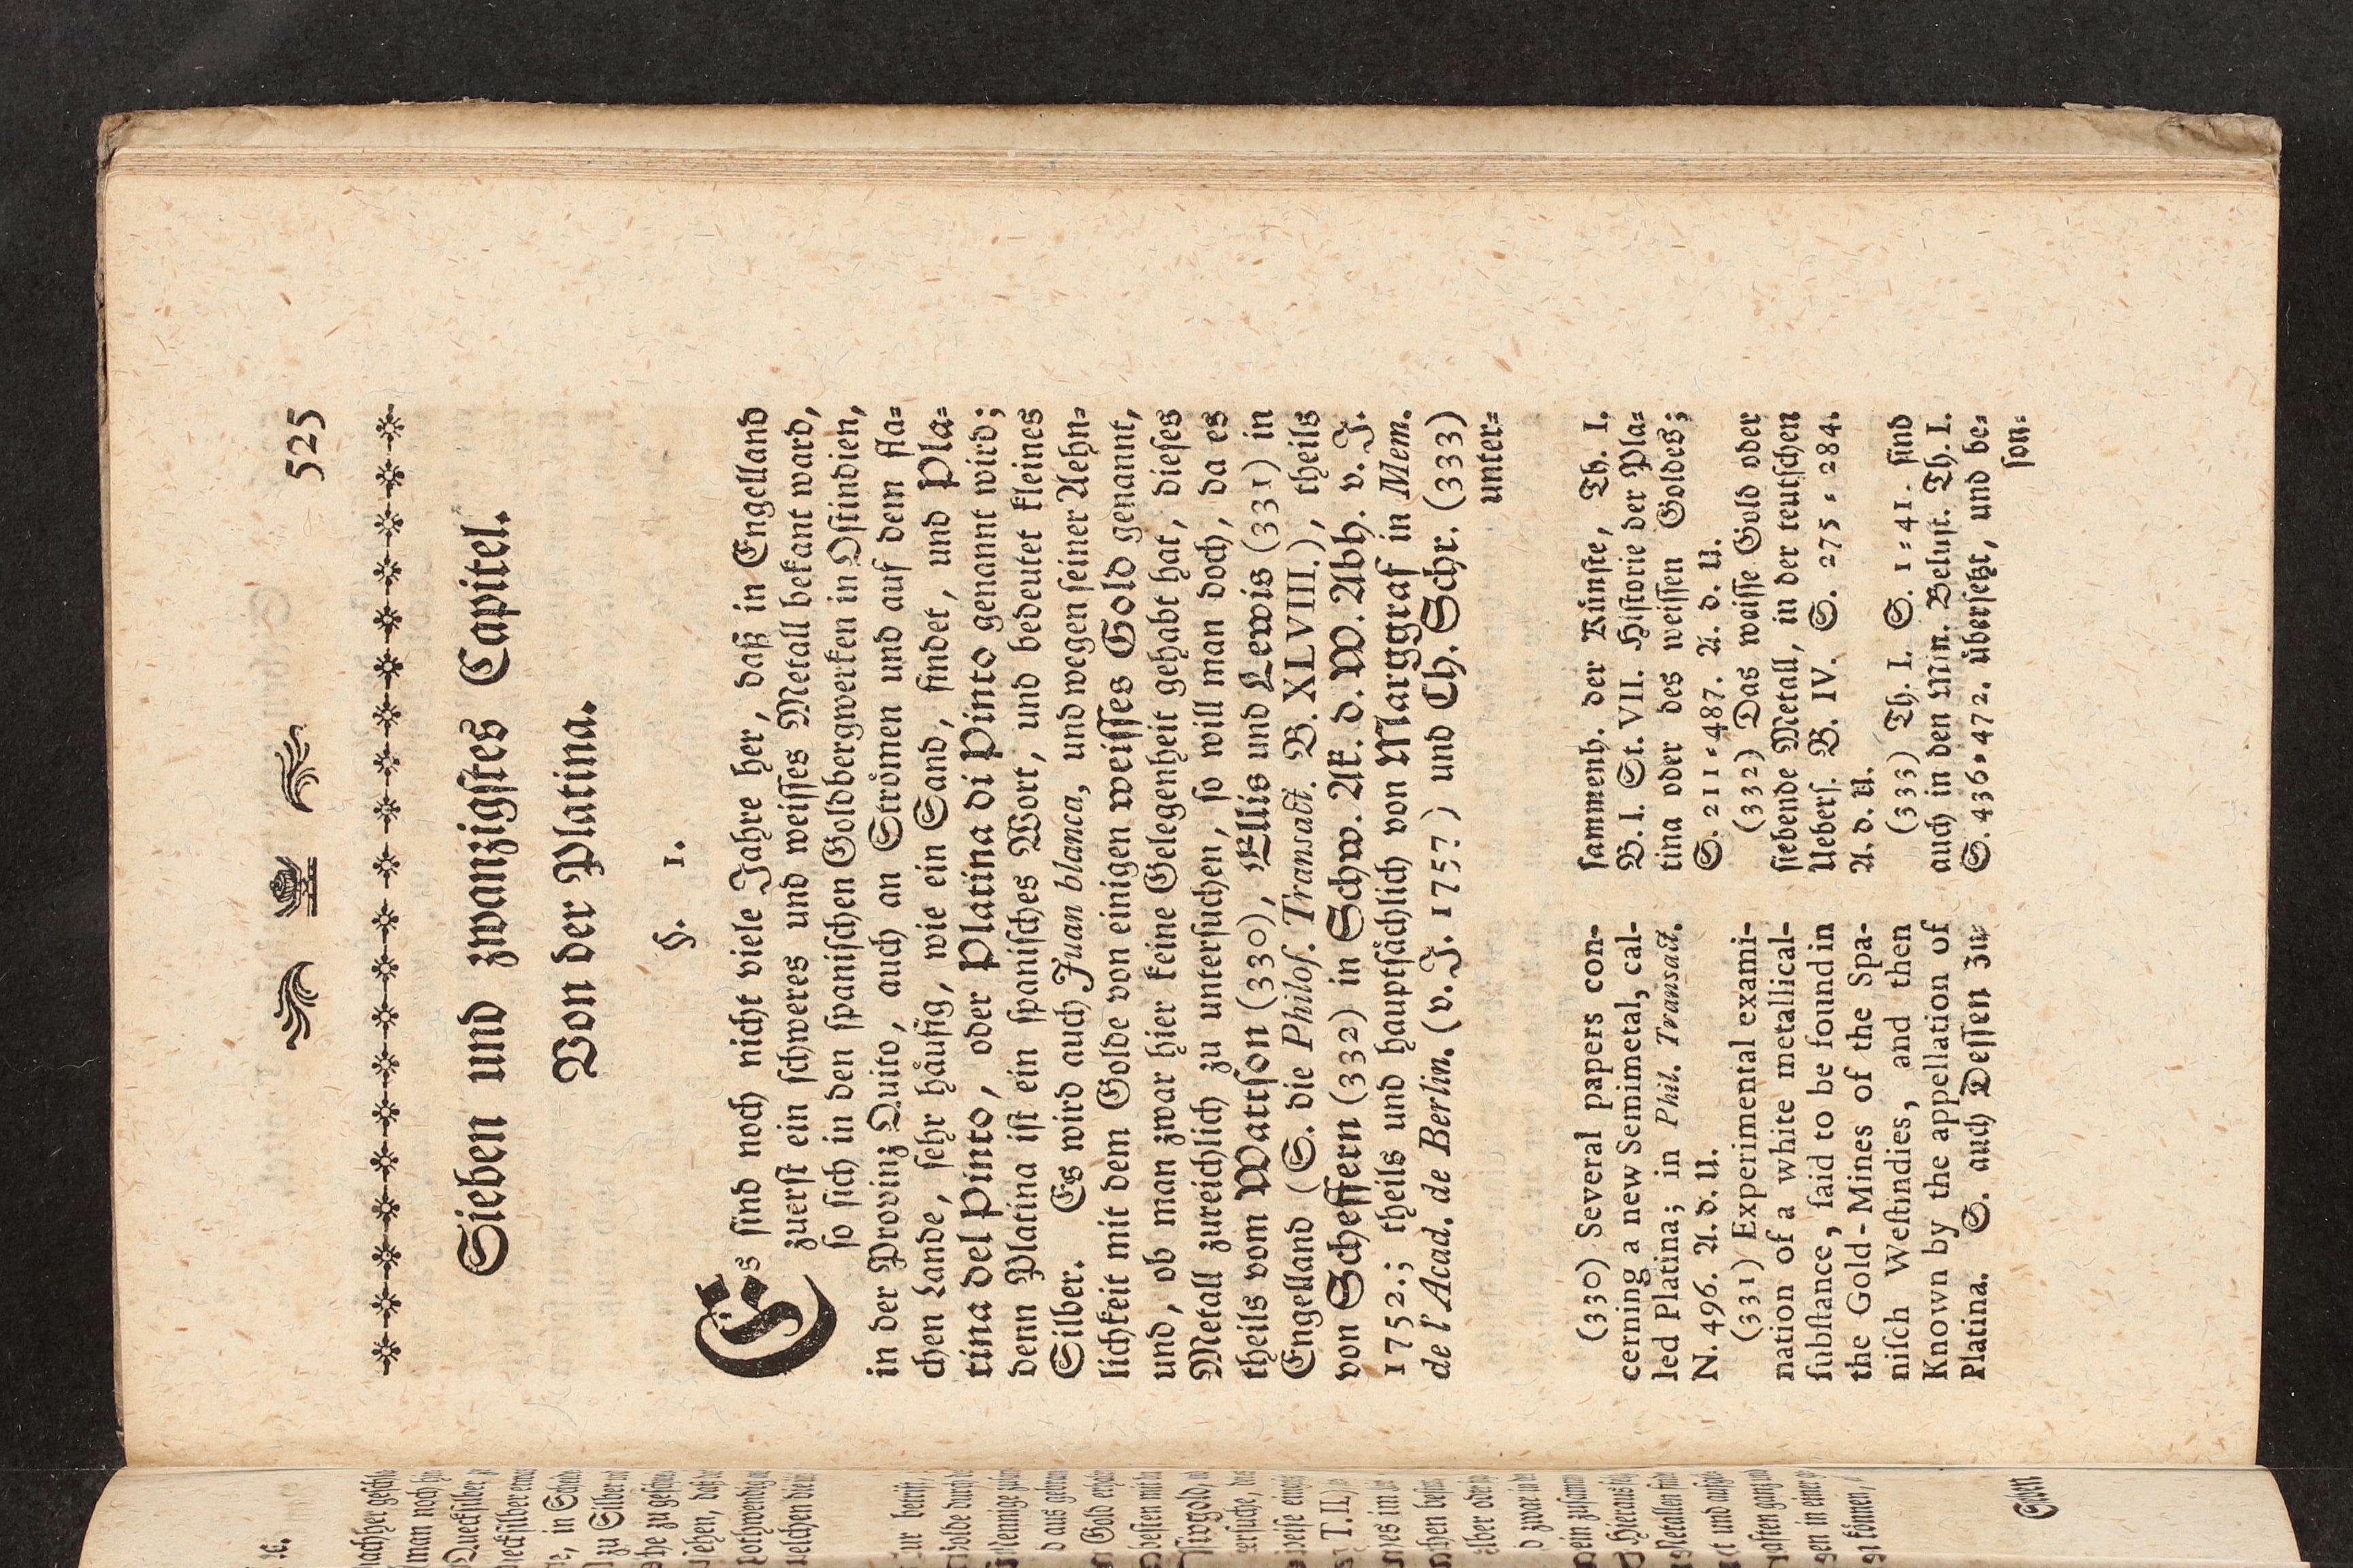 525
Sieben und zwanzigstes Capitel.
Von der Platina.
§. 1.
Es sind noch nicht viele Jahre her, daß in Engelland
zuerst ein schweres und weisses Metall bekant ward,
so sich in den spanischen Goldbergwerken in Ostindien,
in der Provinz Quito, auch an Strömen und auf dem fla-
chen Lande, sehr häufig, wie ein Sand, findet, und Pla-
tina del Pinto, oder Platina di Pinto genannt wird;
denn Platina ist ein spanisches Wort, und bedeutet kleines
Silber. Es wird auch Juan blanca, und wegen seiner Aehn-
lichkeit mit dem Golde von einigen weisses Gold genannt,
und, ob man zwar hier keine Gelegenheit gehabt hat, dieses
Metall zureichlich zu untersuchen, so will man doch, da es
theils vom Wattson (330), Ellis und Lewis (331) in
Engelland (S. die Philos. Transact. B. XLVIII.), theils
von Scheffern (332) in Schw. Ak. d. W. Abh. v. J.
1752.; theils und hauptsächlich von Marggraf in Mem.
de l'Acad. de Berlin. (v. J. 1757) und Ch. Schr. (333)
unter-
(330) Several papers con-
cerning a new Semimetal, cal-
led Platina; in Phil. Transact.
N. 496. A. d. U.
(331) Experimental exami-
nation of a white metallical-
substance, said to be found in
the Gold-Mines of the Spa-
nisch Westindies, and then
Known by the appellation of
Platina. S. auch Dessen Zu-
sammenh. der Künste, Th. I.
B. I. St. VII. Historie der Pla-
tina oder des weissen Goldes;
S. 211-487. A. d. U.
(332) Das weisse Gold oder
siebende Metall, in der teutschen
Uebers. B. IV. S. 275-284.
A. d. U.
(333) Th. I. S. 1-41. sind
auch in den Min. Belust. Th. I.
S. 436-472. übersetzt, und be-
son-